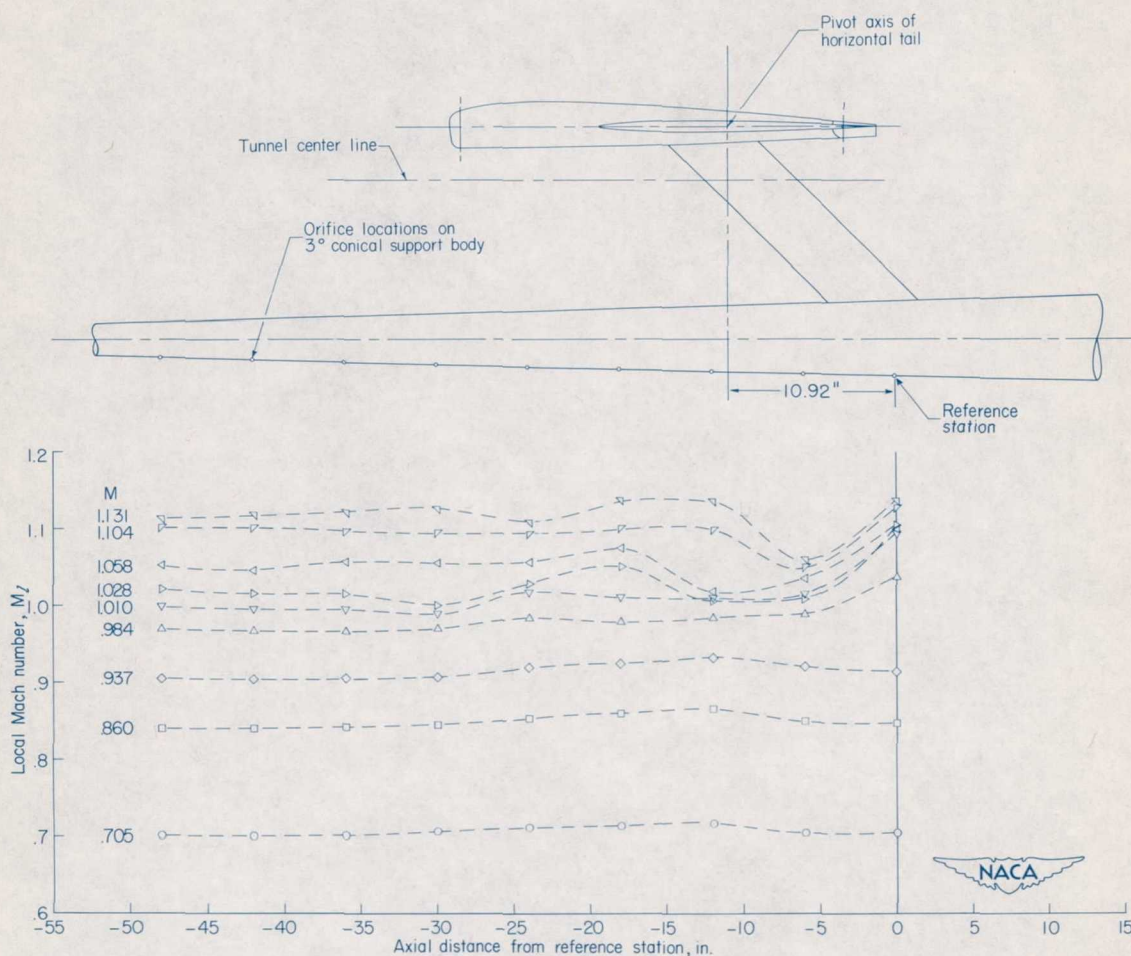 Pivot axis of
horizontal tail
Tunnel center line
Orifice locations on
3° conical support body
10.92"
Reference
station
1.2
1.1
1.0
.9
.8
.7
.6
Local Mach number, Mₗ
M
1.131
1.104
1.058
1.028
1.010
.984
.937
.860
.705
NACA
-55 -50 -45 -40 -35 -30 -25 -20 -15 -10 -5 0 5 10 15
Axial distance from reference station, in.